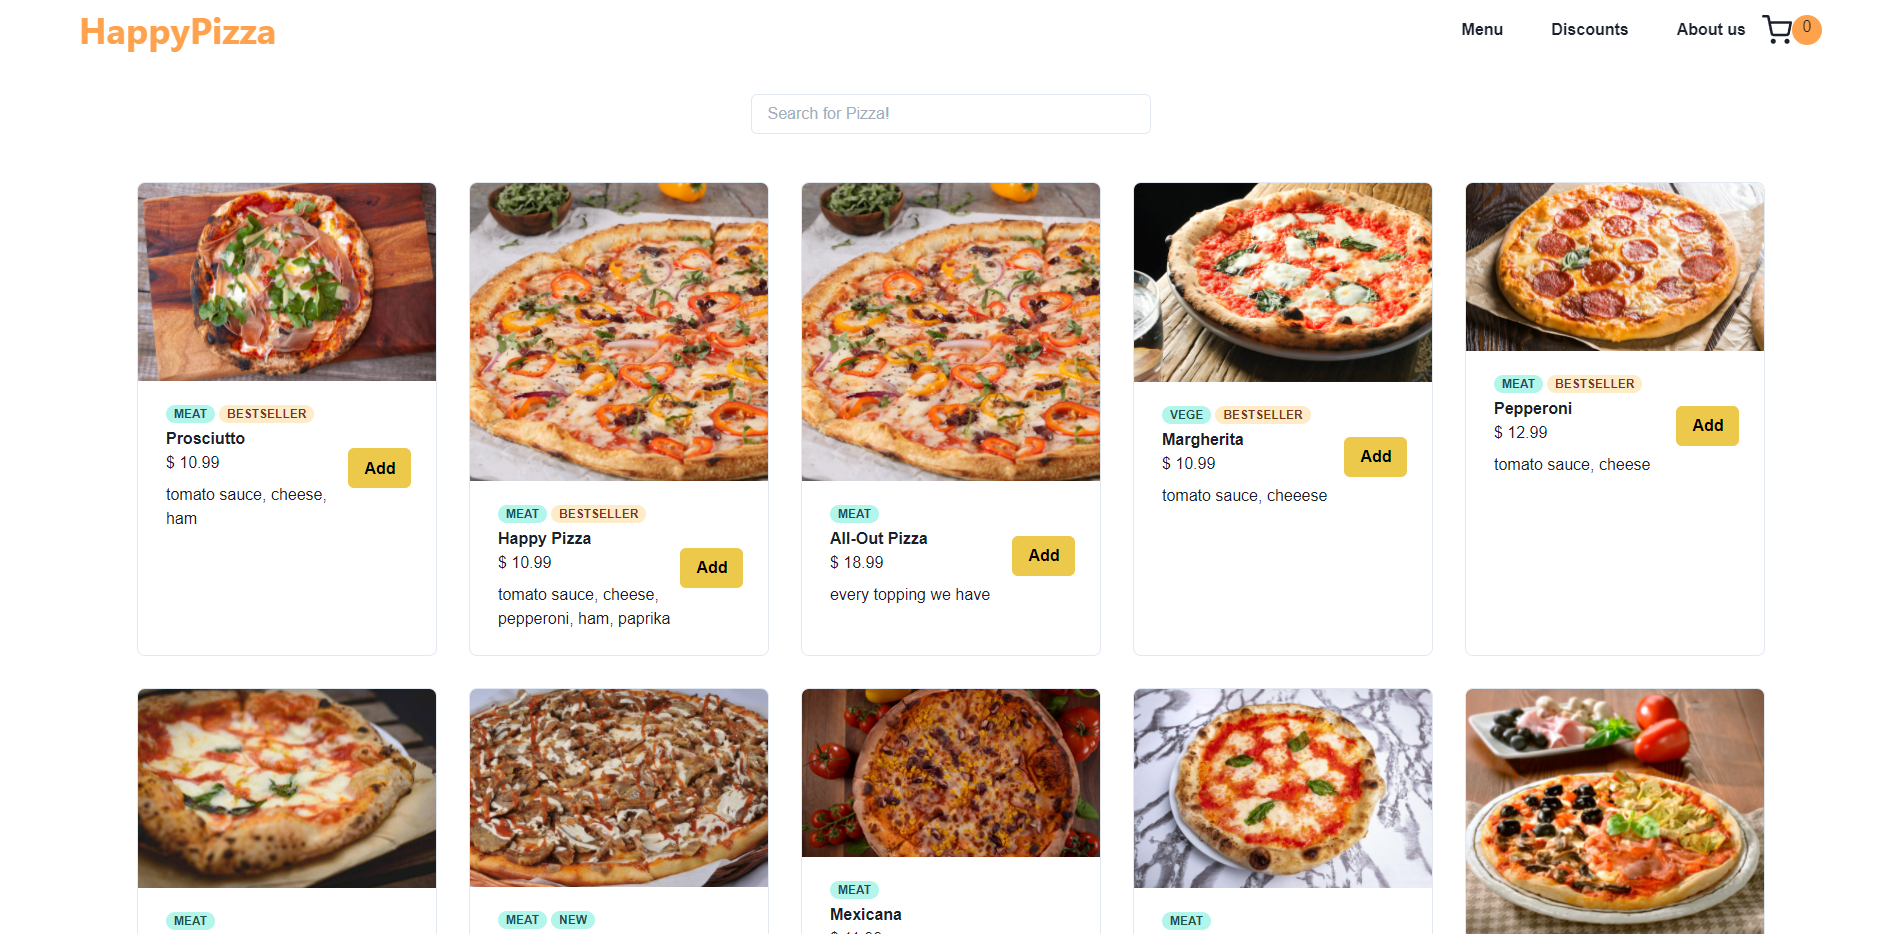 HappyPizza
Menu Discounts About us 0
Search for Pizza!
MEAT BESTSELLER
Prosciutto
$ 10.99
Add
tomato sauce, cheese,
ham
MEAT BESTSELLER
Happy Pizza
$ 10.99
Add
tomato sauce, cheese,
pepperoni, ham, paprika
MEAT
All-Out Pizza
$ 18.99
Add
every topping we have
VEGE BESTSELLER
Margherita
$ 10.99
Add
tomato sauce, cheeese
MEAT BESTSELLER
Pepperoni
$ 12.99
Add
tomato sauce, cheese
MEAT
MEAT NEW
MEAT
Mexicana
MEAT